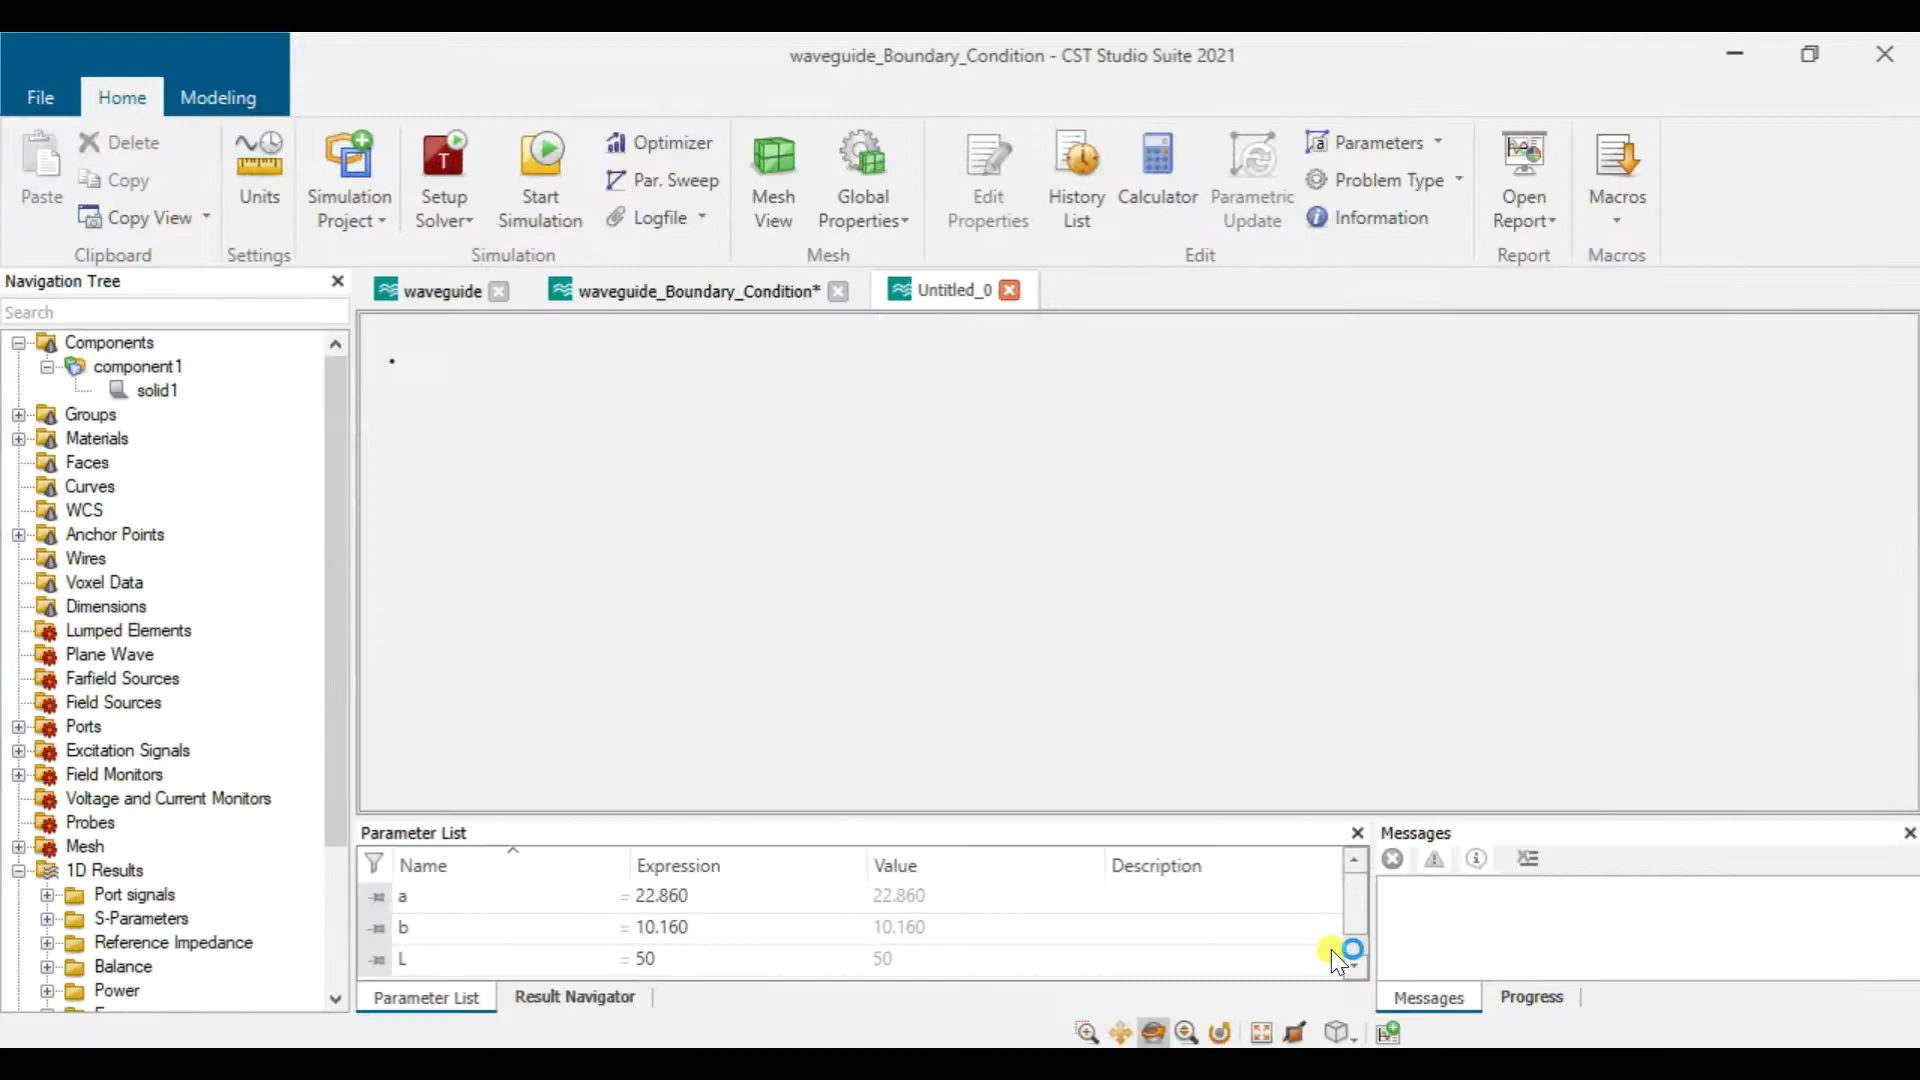 waveguide_Boundary_Condition - CST Studio Suite 2021
File Home Modeling
Paste
Delete
Copy
Copy View
Clipboard
Units
Settings
Simulation
Project
Setup
Solver
Start
Simulation
Optimizer
Par. Sweep
Logfile
Simulation
Mesh
View
Global
Properties
Mesh
Edit
Properties
History
List
Calculator
Parametric
Update
Parameters
Problem Type
Information
Edit
Open
Report
Report
Macros
Macros
Navigation Tree
Search
Components
component1
solid1
Groups
Materials
Faces
Curves
WCS
Anchor Points
Wires
Voxel Data
Dimensions
Lumped Elements
Plane Wave
Farfield Sources
Field Sources
Ports
Excitation Signals
Field Monitors
Voltage and Current Monitors
Probes
Mesh
1D Results
Port signals
S-Parameters
Reference Impedance
Balance
Power
waveguide waveguide_Boundary_Condition* Untitled_0
Parameter List
Name Expression Value Description
a = 22.860 22.860
b = 10.160 10.160
L = 50 50
Parameter List Result Navigator
Messages
Messages Progress